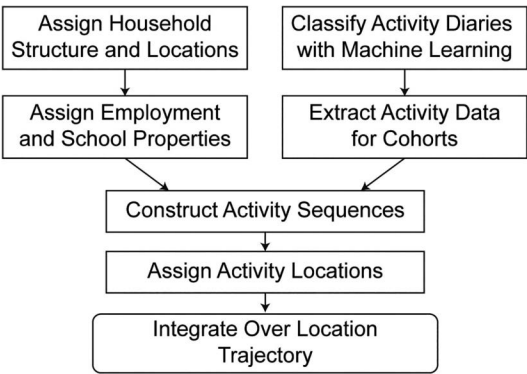 Assign Household
Structure and Locations
Classify Activity Diaries
with Machine Learning
Assign Employment
and School Properties
Extract Activity Data
for Cohorts
Construct Activity Sequences
Assign Activity Locations
Integrate Over Location
Trajectory